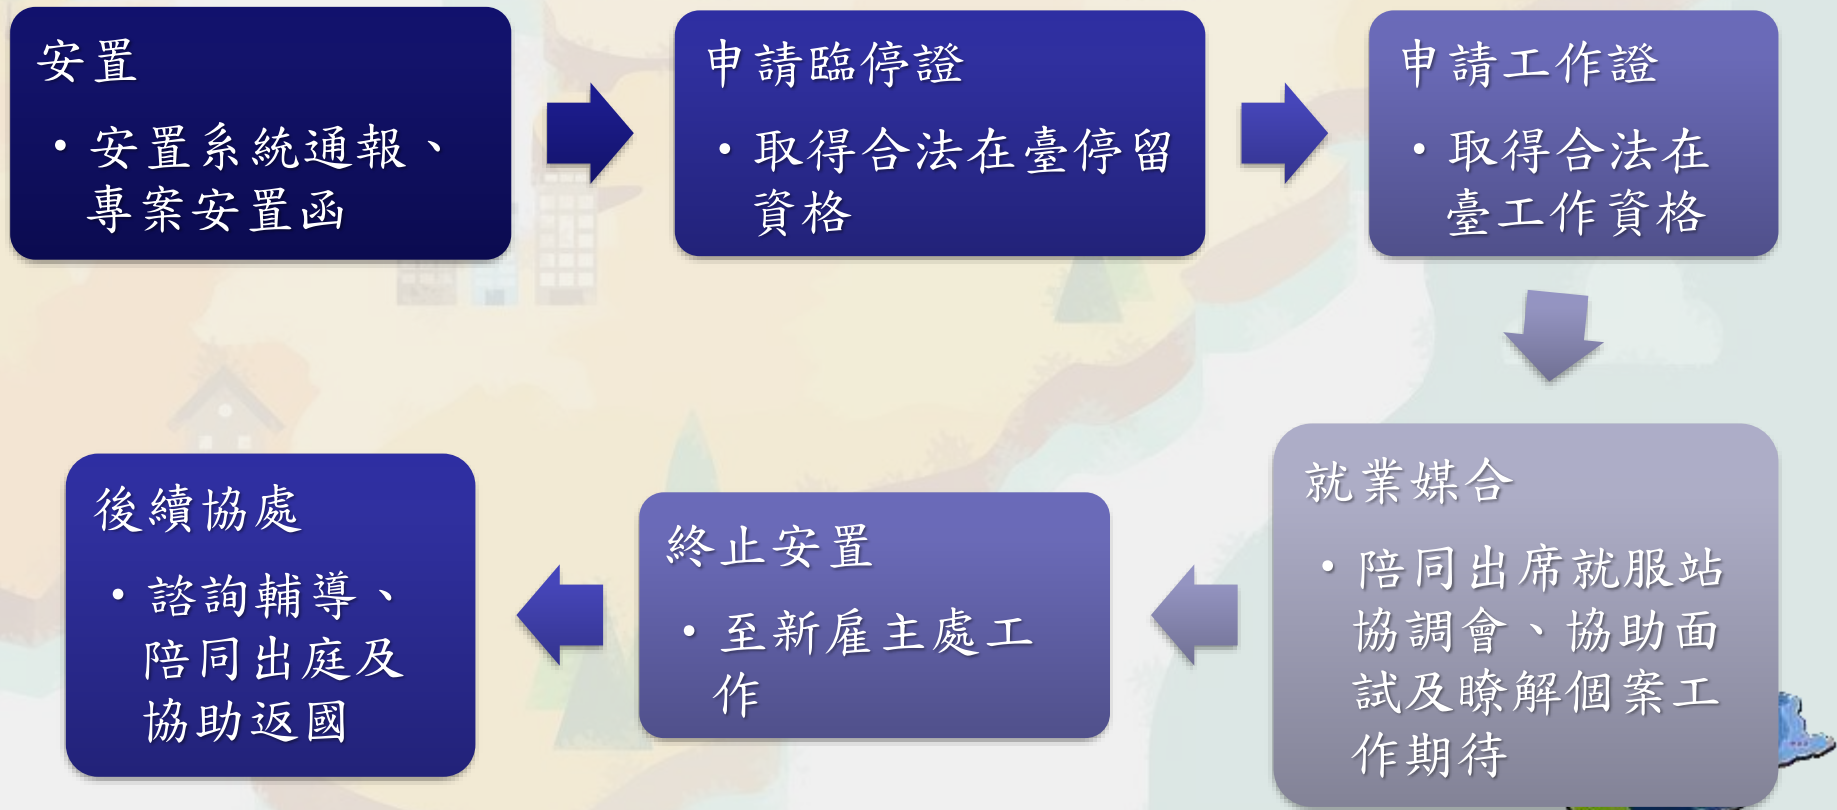 安置
• 安置系統通報、
專案安置函
申請臨停證
• 取得合法在臺停留
資格
申請工作證
• 取得合法在
臺工作資格
就業媒合
• 陪同出席就服站
協調會、協助面
試及瞭解個案工
作期待
終止安置
• 至新雇主處工
作
後續協處
• 諮詢輔導、
陪同出庭及
協助返國